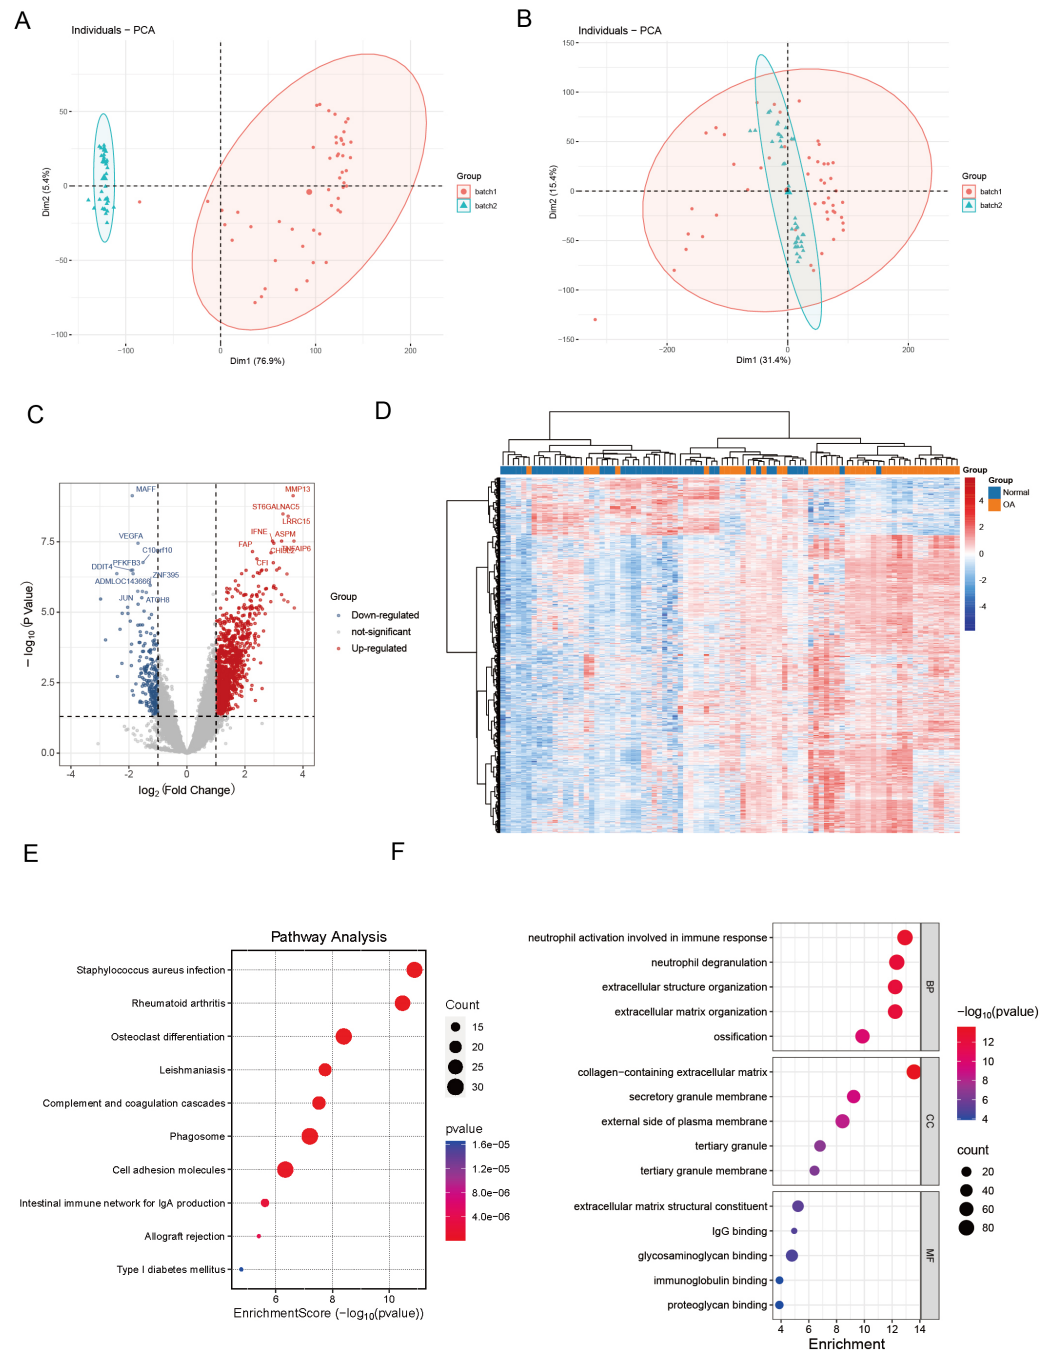 A
Individuals − PCA
50
0
−50
−100
Dim2 (5.4%)
−100
0
100
200
Dim1 (76.9%)
Group
batch1
batch2
B
Individuals − PCA
150
100
50
0
−50
−100
−150
Dim2 (15.4%)
−200
0
200
Dim1 (31.4%)
Group
batch1
batch2
C
MAFF
MMP13
ST6GALNAC5
LRRC15
VEGFA
IFNE
ASPM
C10orf10
FAP
TNFAIP6
PFKFB3
CFI
DDIT4
ZNF395
ADM
LOC143666
JUN
ATOH8
7.5
5.0
2.5
0.0
− log10 (P Value)
-4
-2
0
2
4
log2 (Fold Change)
Group
Down-regulated
not-significant
Up-regulated
D
Group
4
2
0
-2
-4
Group
Normal
OA
E
Pathway Analysis
Staphylococcus aureus infection
Rheumatoid arthritis
Osteoclast differentiation
Leishmaniasis
Complement and coagulation cascades
Phagosome
Cell adhesion molecules
Intestinal immune network for IgA production
Allograft rejection
Type I diabetes mellitus
6
8
10
EnrichmentScore (−log10(pvalue))
Count
15
20
25
30
pvalue
1.6e−05
1.2e−05
8.0e−06
4.0e−06
F
neutrophil activation involved in immune response
neutrophil degranulation
extracellular structure organization
extracellular matrix organization
ossification
BP
collagen−containing extracellular matrix
secretory granule membrane
external side of plasma membrane
tertiary granule
tertiary granule membrane
CC
extracellular matrix structural constituent
IgG binding
glycosaminoglycan binding
immunoglobulin binding
proteoglycan binding
MF
4
6
8
10
12
14
Enrichment
−log10(pvalue)
12
10
8
6
4
count
20
40
60
80